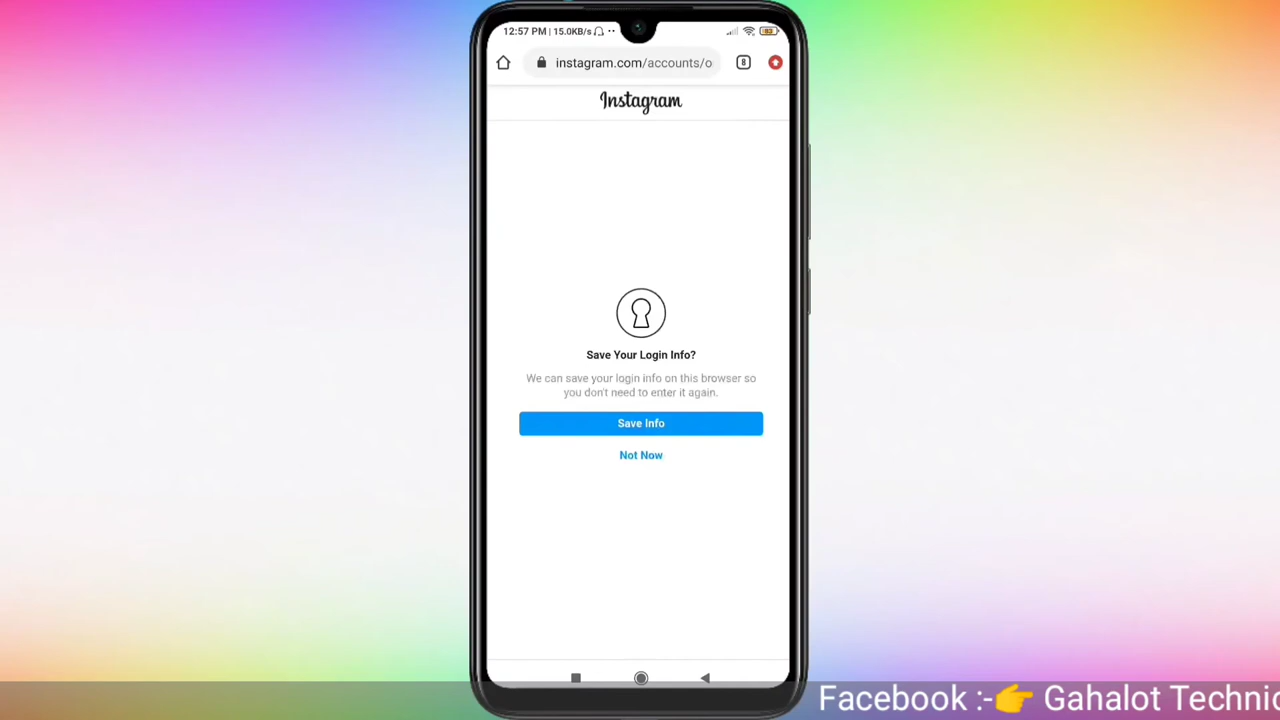 12:57 PM | 15.0KB/s
83
instagram.com/accounts/o
8
Instagram
Save Your Login Info?
We can save your login info on this browser so
you don't need to enter it again.
Save Info
Not Now
Facebook :-👉 Gahalot Technic